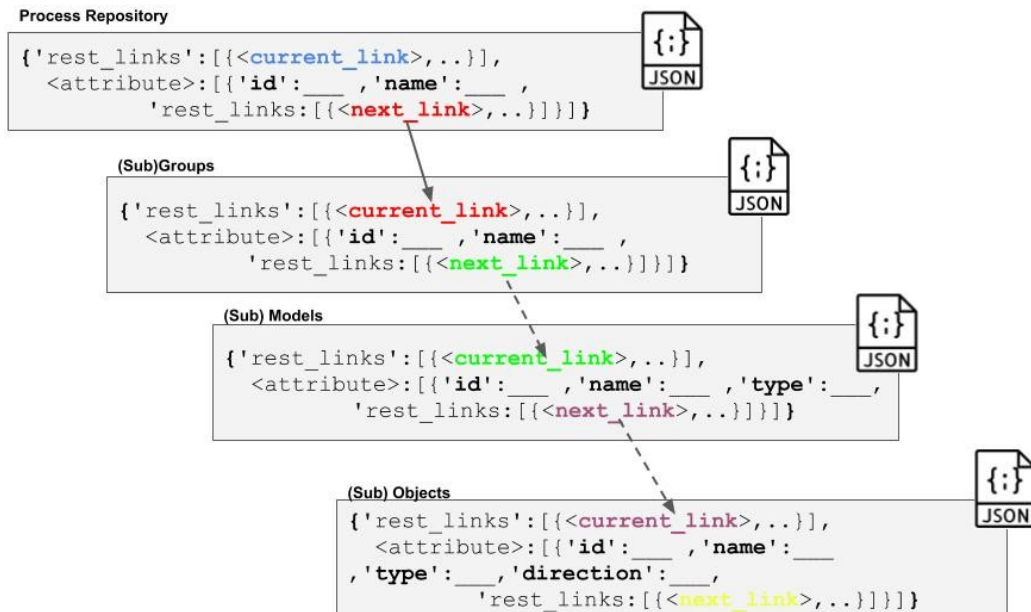 Process Repository
{'rest_links':[{<current_link>,..}],
<attribute>:[{'id':___ ,'name':___ ,
'rest_links:[{<next_link>,..}]}]}
{;}
JSON
(Sub)Groups
{'rest_links':[{<current_link>,..}],
<attribute>:[{'id':___ ,'name':___ ,
'rest_links:[{<next_link>,..}]}]}
{;}
JSON
(Sub) Models
{'rest_links':[{<current_link>,..}],
<attribute>:[{'id':___ ,'name':___ ,'type':___,
'rest_links:[{<next_link>,..}]}]}
{;}
JSON
(Sub) Objects
{'rest_links':[{<current_link>,..}],
<attribute>:[{'id':___ ,'name':___
,'type':___,'direction':___,
'rest_links:[{<next_link>,..}]}]}
{;}
JSON